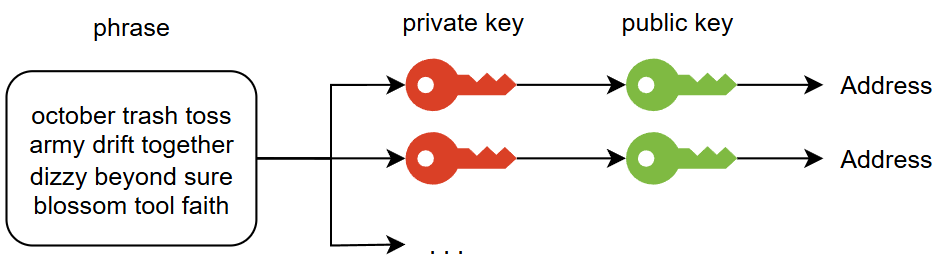 phrase
private key
public key
october trash toss
army drift together
dizzy beyond sure
blossom tool faith
Address
Address
...